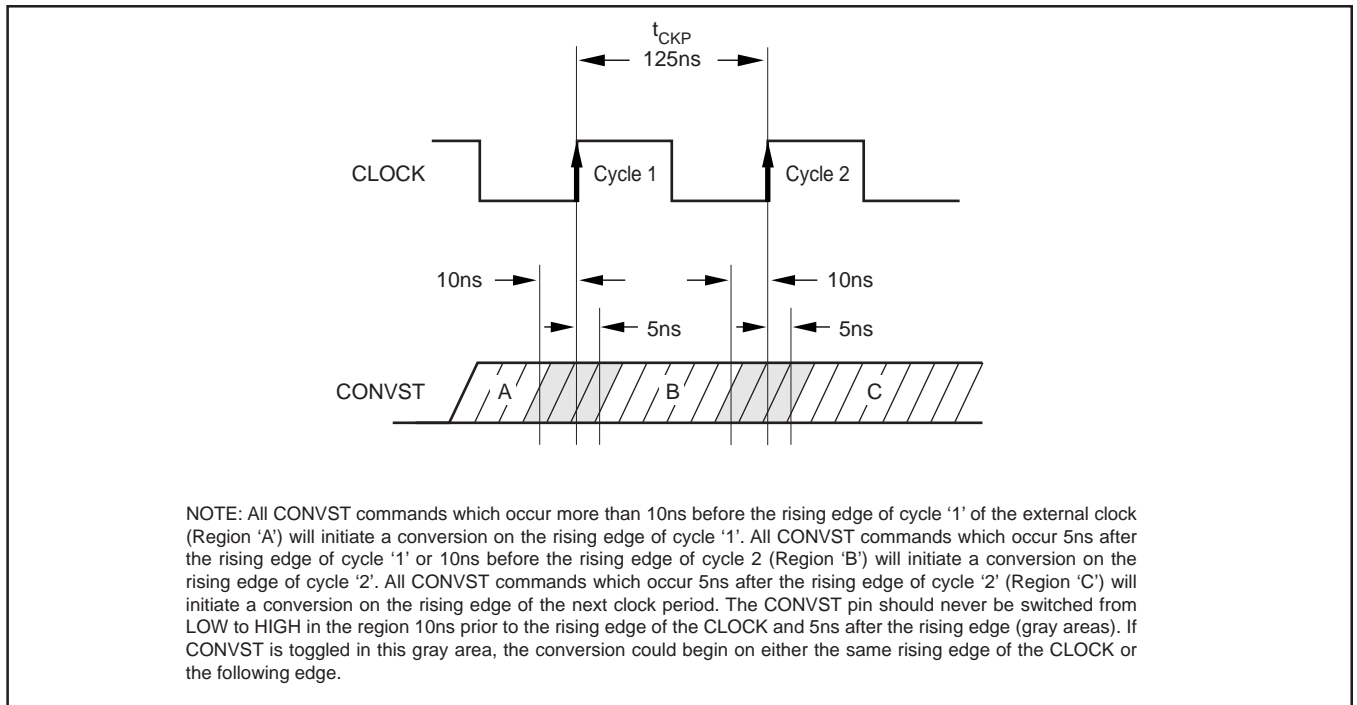 tCKP
125ns
CLOCK
Cycle 1
Cycle 2
10ns
10ns
5ns
5ns
CONVST
A
B
C
NOTE: All CONVST commands which occur more than 10ns before the rising edge of cycle ‘1’ of the external clock
(Region ‘A’) will initiate a conversion on the rising edge of cycle ‘1’. All CONVST commands which occur 5ns after
the rising edge of cycle ‘1’ or 10ns before the rising edge of cycle 2 (Region ‘B’) will initiate a conversion on the
rising edge of cycle ‘2’. All CONVST commands which occur 5ns after the rising edge of cycle ‘2’ (Region ‘C’) will
initiate a conversion on the rising edge of the next clock period. The CONVST pin should never be switched from
LOW to HIGH in the region 10ns prior to the rising edge of the CLOCK and 5ns after the rising edge (gray areas). If
CONVST is toggled in this gray area, the conversion could begin on either the same rising edge of the CLOCK or
the following edge.